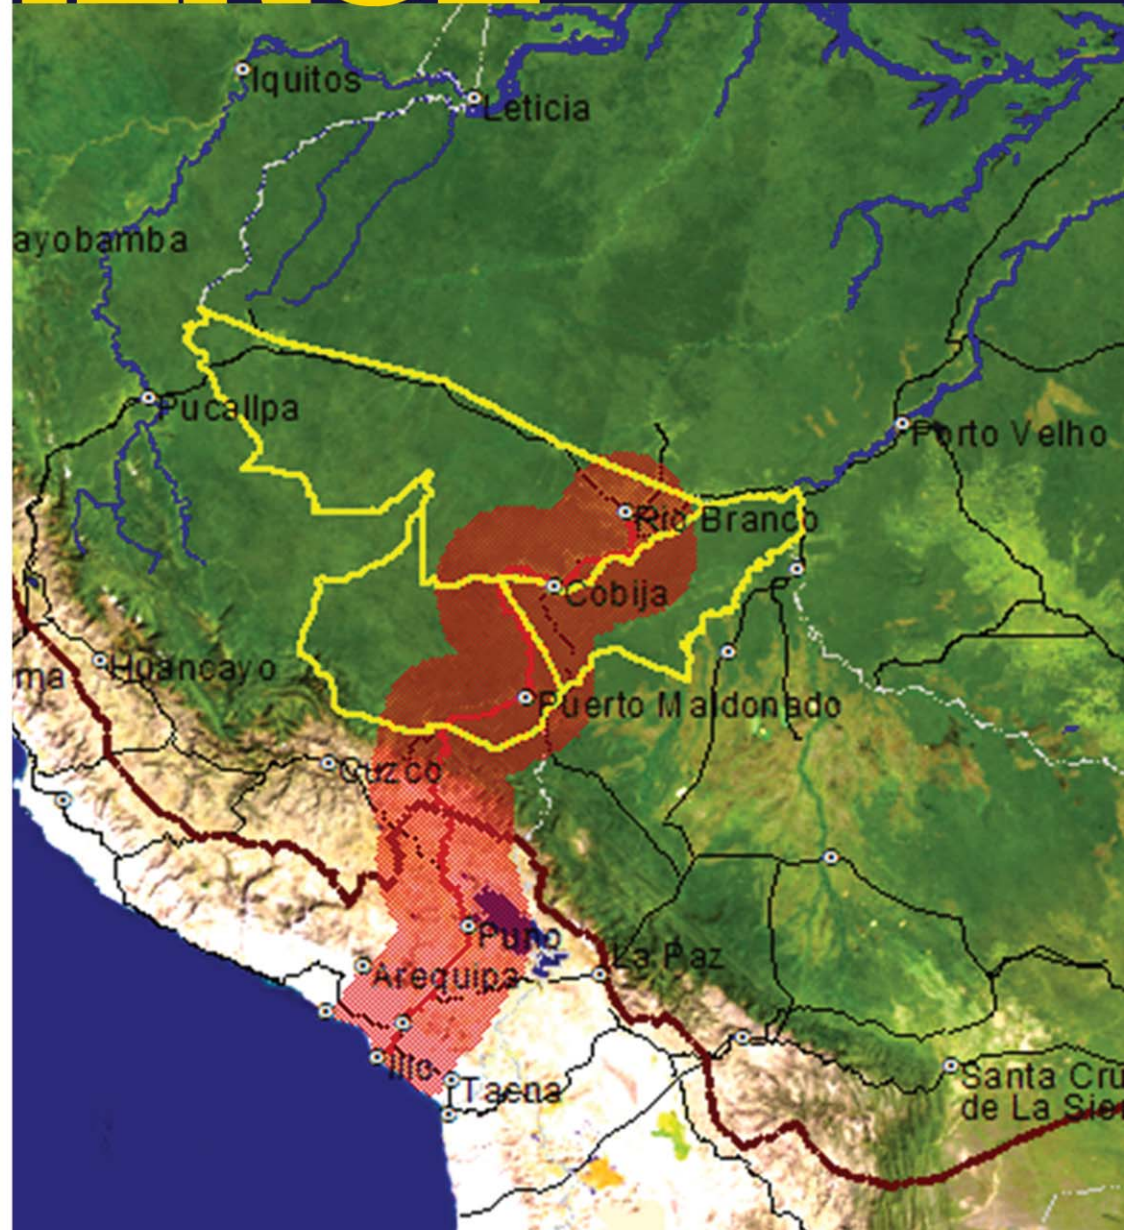 Iquitos
Leticia
ayobamba
Pucallpa
Porto Velho
Rio Branco
Cobija
Huancayo
ma
Puerto Maldonado
Cuzco
Puno
La Paz
Arequipa
Ilo
Tacna
Santa Cru
de La Sier